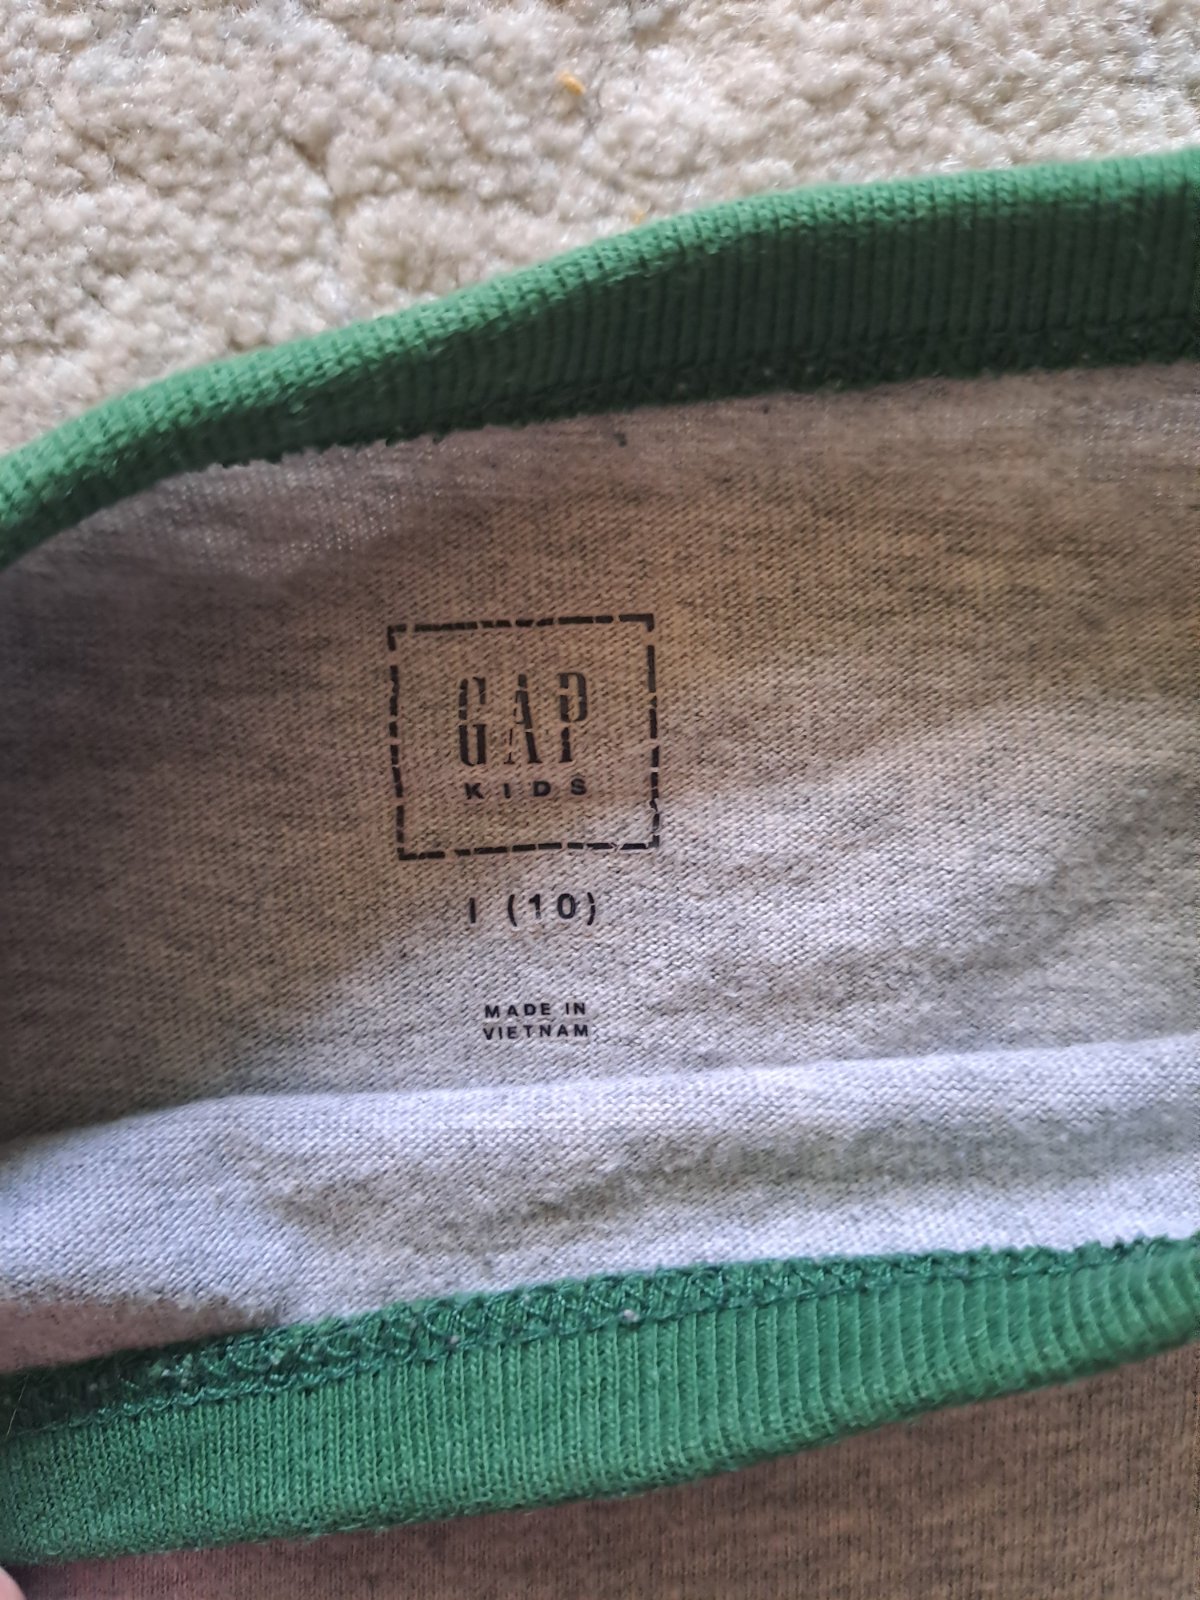 GAP
KIDS
I (10)
MADE IN
VIETNAM